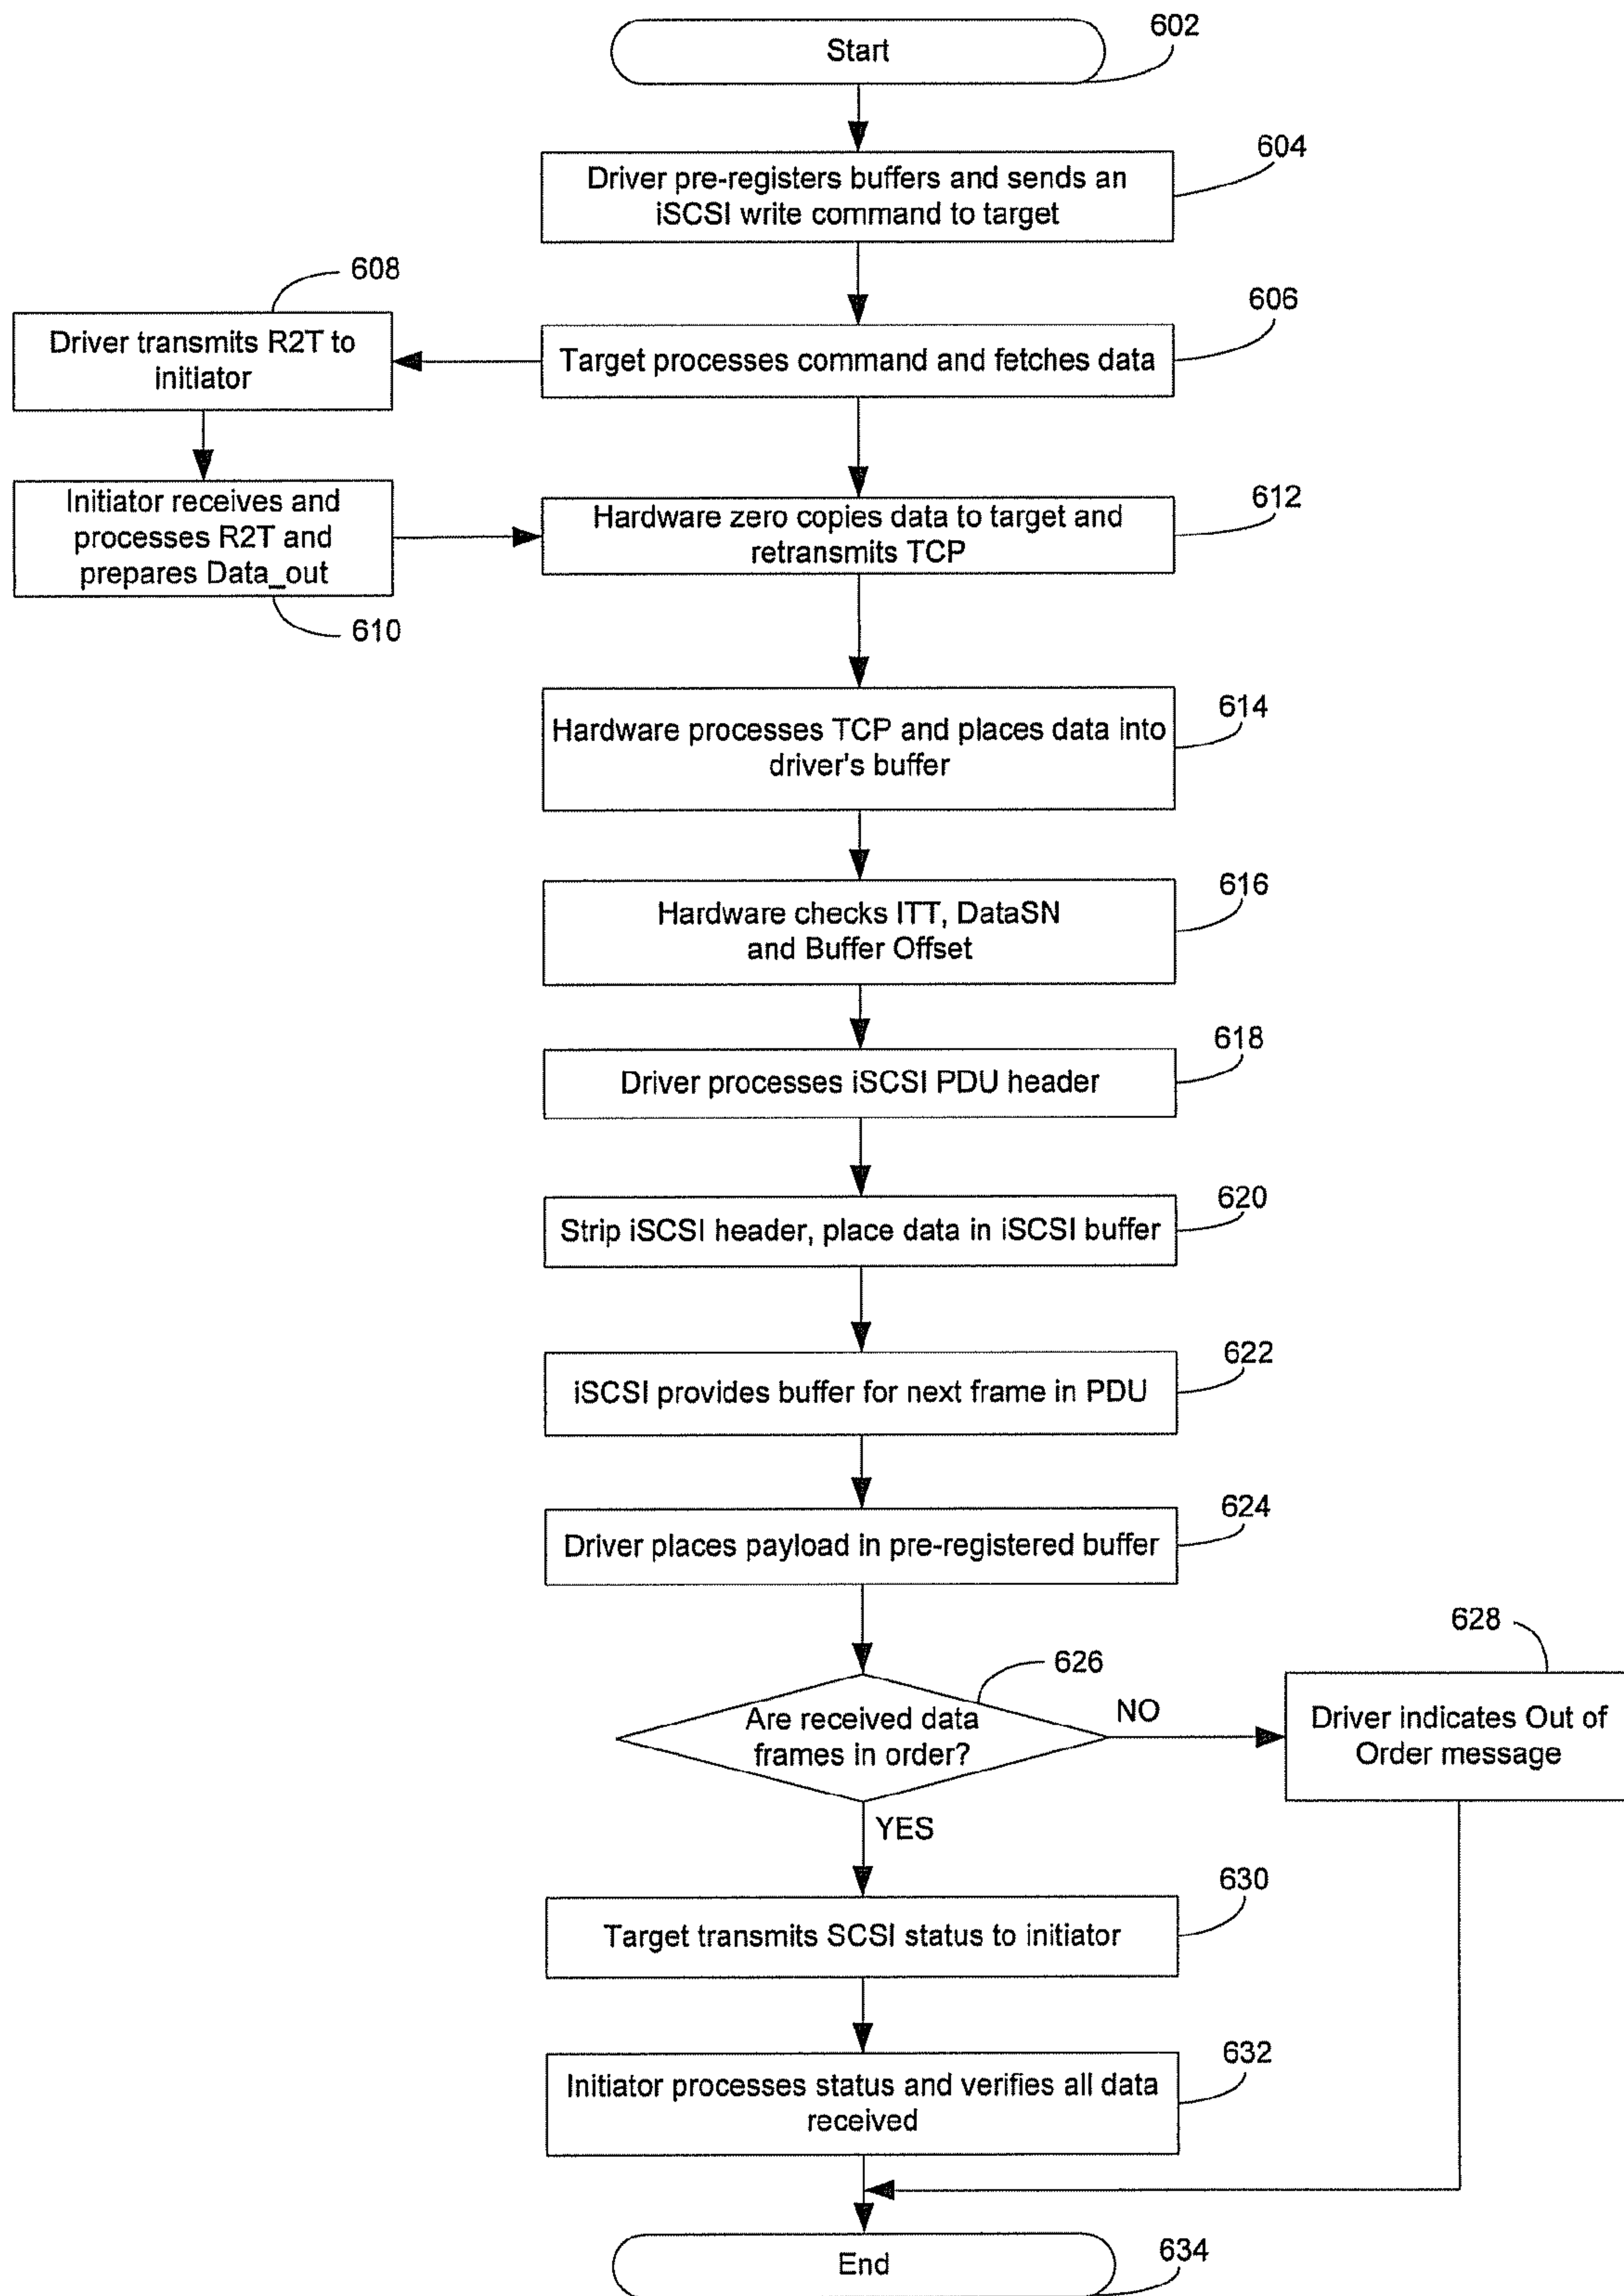 602
Start
604
Driver pre-registers buffers and sends an
iSCSI write command to target
608
606
Driver transmits R2T to
initiator
Target processes command and fetches data
Initiator receives and
processes R2T and
prepares Data_out
612
Hardware zero copies data to target and
retransmits TCP
610
614
Hardware processes TCP and places data into
driver's buffer
616
Hardware checks ITT, DataSN
and Buffer Offset
618
Driver processes iSCSI PDU header
620
Strip iSCSI header, place data in iSCSI buffer
622
iSCSI provides buffer for next frame in PDU
624
Driver places payload in pre-registered buffer
628
626
Are received data
frames in order?
NO
Driver indicates Out of
Order message
YES
630
Target transmits SCSI status to initiator
632
Initiator processes status and verifies all data
received
End
634